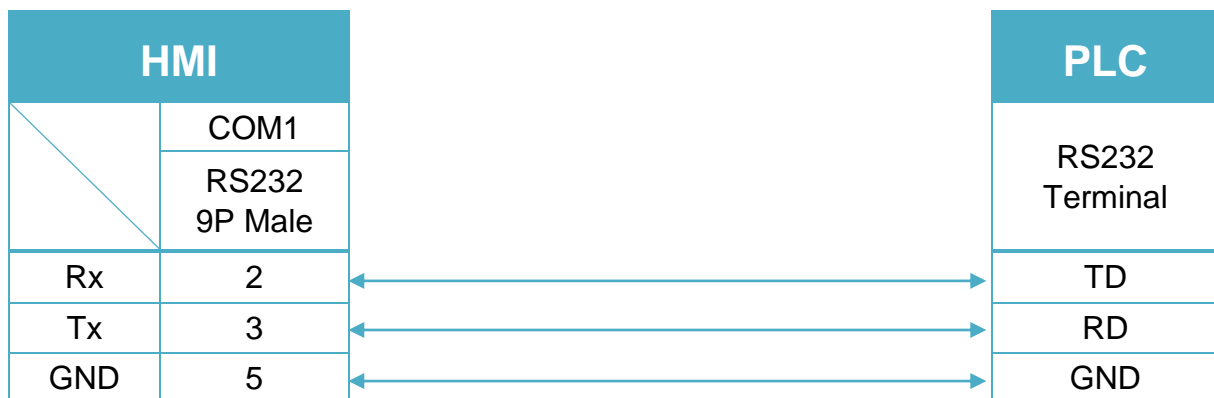 HMI PLC
COM1
RS232
9P Male
RS232
Terminal
Rx 2 TD
Tx 3 RD
GND 5 GND